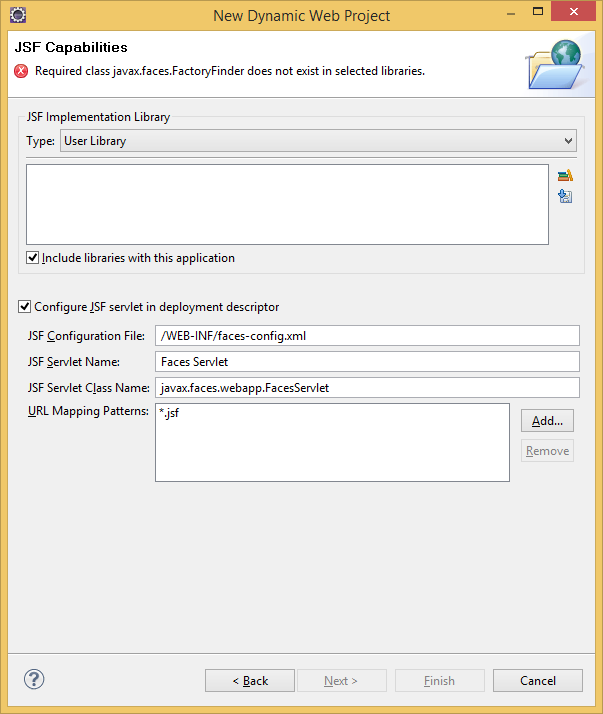 New Dynamic Web Project
JSF Capabilities
Required class javax.faces.FactoryFinder does not exist in selected libraries.
JSF Implementation Library
Type: User Library
Include libraries with this application
Configure JSF servlet in deployment descriptor
JSF Configuration File: /WEB-INF/faces-config.xml
JSF Servlet Name: Faces Servlet
JSF Servlet Class Name: javax.faces.webapp.FacesServlet
URL Mapping Patterns: *.jsf
Add...
Remove
? < Back Next > Finish Cancel